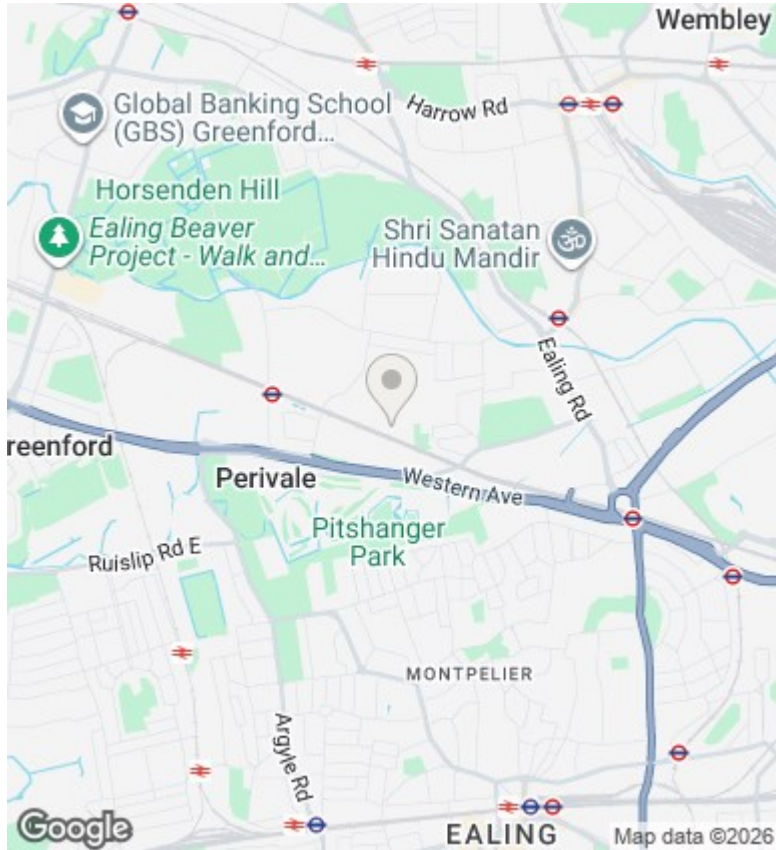 Wembley
Global Banking School
(GBS) Greenford...
Harrow Rd
Horsenden Hill
Ealing Beaver
Project - Walk and...
Shri Sanatan
Hindu Mandir
Ealing Rd
reenford
Perivale
Western Ave
Pitshanger
Park
Ruislip Rd E
MONTPELIER
Argyle Rd
EALING
Google
Map data ©2026